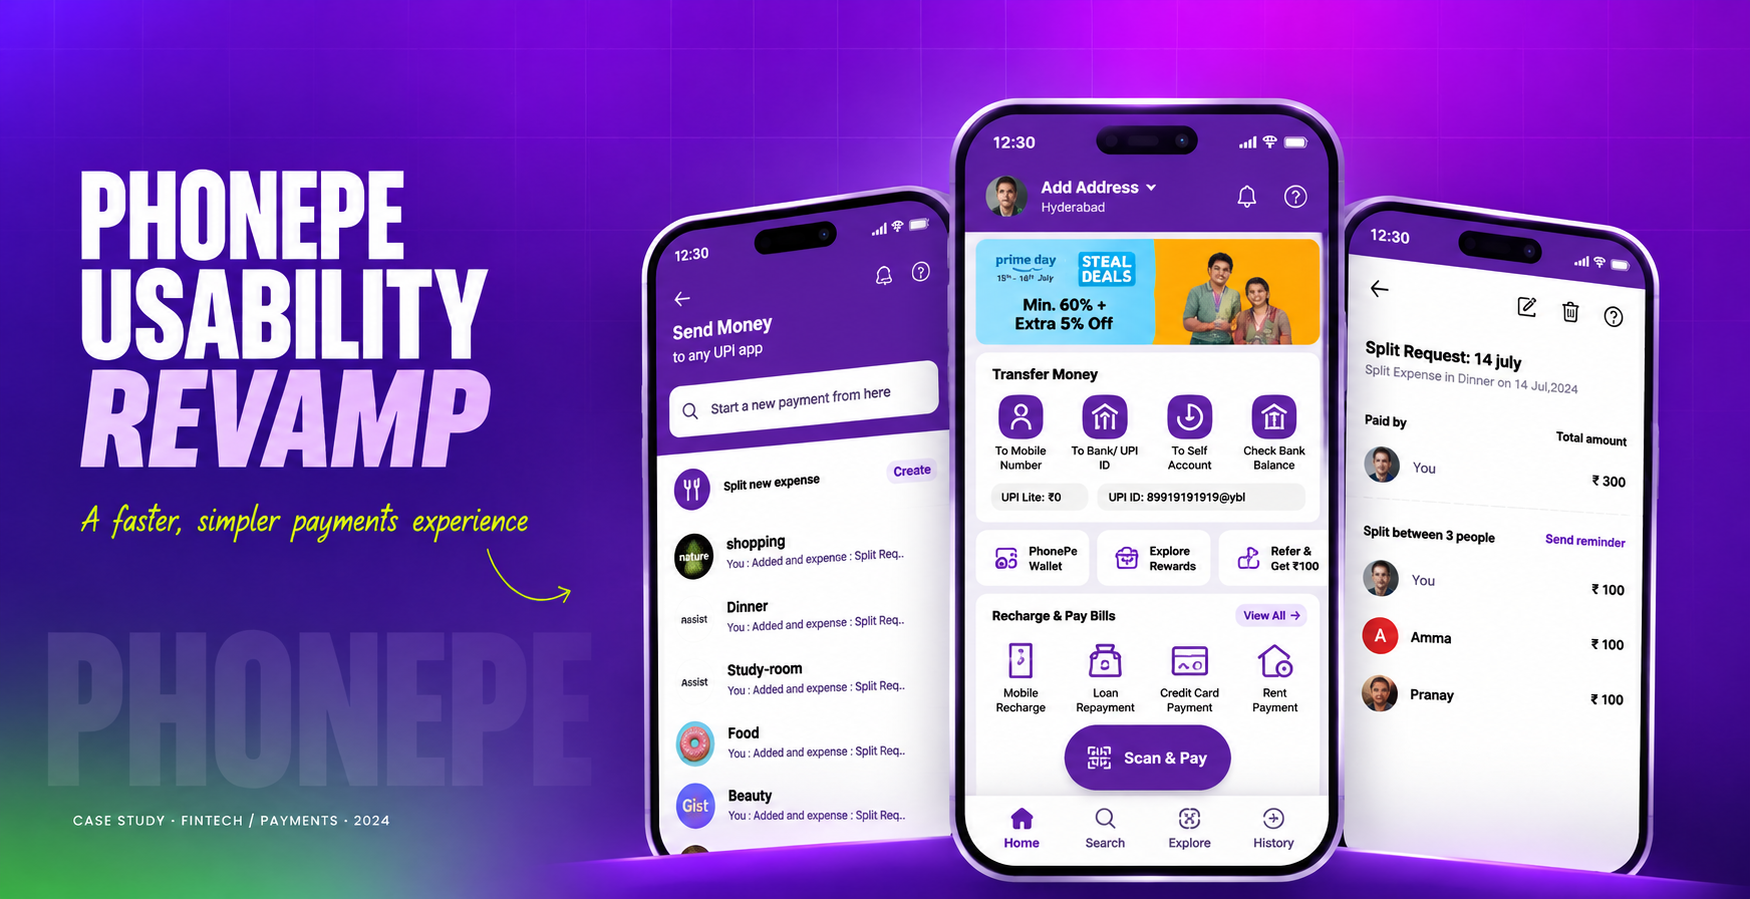 PHONEPE
USABILITY
REVAMP
A faster, simpler payments experience
PHONEPE
CASE STUDY · FINTECH / PAYMENTS · 2024
12:30
Send Money
to any UPI app
Start a new payment from here
Split new expense
Create
nature
shopping
You : Added and expense : Split Req..
Assist
Dinner
You : Added and expense : Split Req..
Assist
Study-room
You : Added and expense : Split Req..
Food
You : Added and expense : Split Req..
Gist
Beauty
You : Added and expense : Split Req..
12:30
Add Address
Hyderabad
prime day
15th - 16th July
STEAL
DEALS
Min. 60% +
Extra 5% Off
Transfer Money
To Mobile
Number
To Bank/ UPI
ID
To Self
Account
Check Bank
Balance
UPI Lite: ₹0
UPI ID: 89919191919@ybl
PhonePe
Wallet
Explore
Rewards
Refer &
Get ₹100
Recharge & Pay Bills
View All →
Mobile
Recharge
Loan
Repayment
Credit Card
Payment
Rent
Payment
Scan & Pay
Home
Search
Explore
History
12:30
Split Request: 14 july
Split Expense in Dinner on 14 Jul,2024
Paid by
Total amount
You
₹ 300
Split between 3 people
Send reminder
You
₹ 100
A
Amma
₹ 100
Pranay
₹ 100